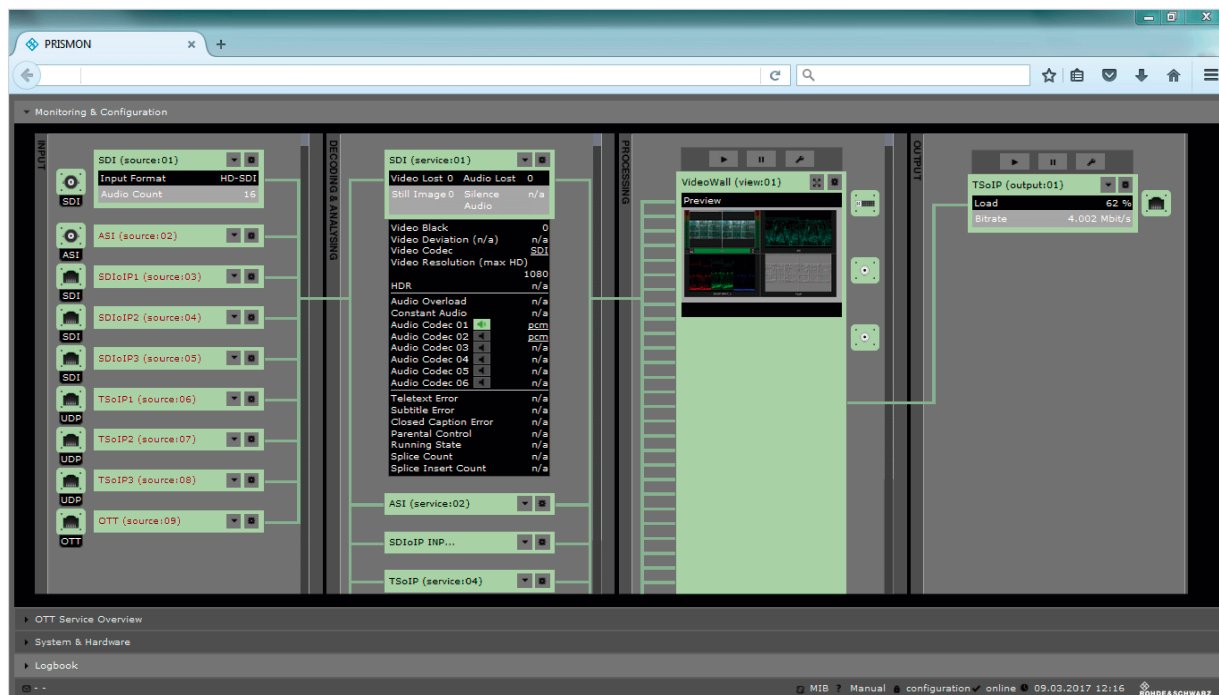 PRISMON
Monitoring & Configuration
INPUT
SDI (source:01)
Input Format HD-SDI
Audio Count 16
SDI
ASI (source:02)
ASI
SDIoIP1 (source:03)
SDI
SDIoIP2 (source:04)
SDI
SDIoIP3 (source:05)
SDI
TSoIP1 (source:06)
UDP
TSoIP2 (source:07)
UDP
TSoIP3 (source:08)
UDP
OTT (source:09)
OTT
DECODING & ANALYSING
SDI (service:01)
Video Lost 0 Audio Lost 0
Still Image 0 Silence Audio n/a
Video Black 0
Video Deviation (n/a) n/a
Video Codec SDI
Video Resolution (max HD)
1080
HDR n/a
Audio Overload n/a
Constant Audio n/a
Audio Codec 01 pcm
Audio Codec 02 pcm
Audio Codec 03 n/a
Audio Codec 04 n/a
Audio Codec 05 n/a
Audio Codec 06 n/a
Teletext Error n/a
Subtitle Error n/a
Closed Caption Error n/a
Parental Control n/a
Running State n/a
Splice Count n/a
Splice Insert Count n/a
ASI (service:02)
SDIoIP INP...
TSoIP (service:04)
PROCESSING
VideoWall (view:01)
Preview
OUTPUT
TSoIP (output:01)
Load 62 %
Bitrate 4.002 Mbit/s
OTT Service Overview
System & Hardware
Logbook
- -
MIB ? Manual configuration online 09.03.2017 12:16
ROHDE&SCHWARZ